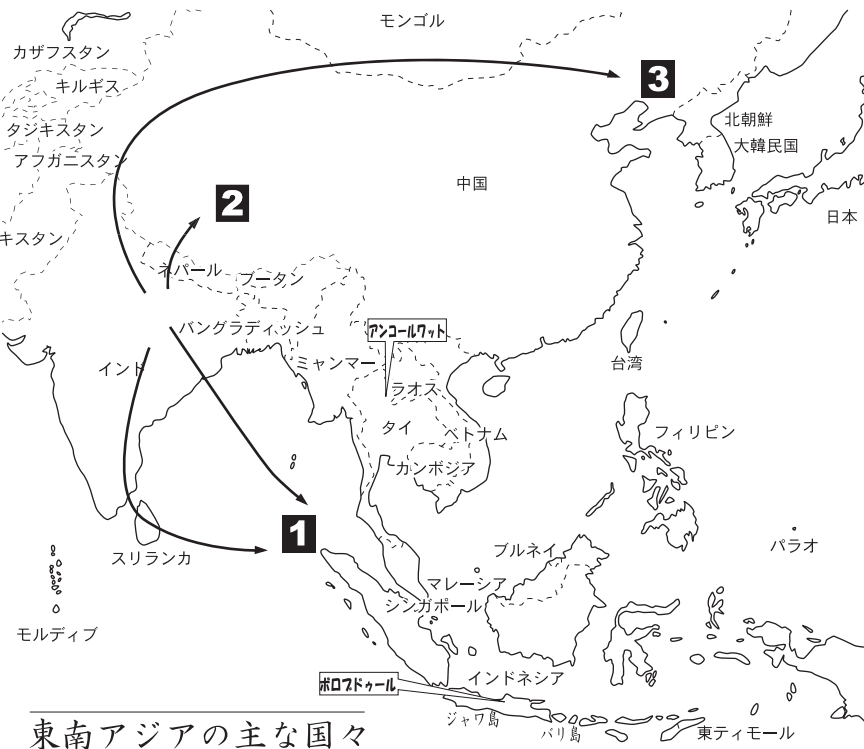 モンゴル
カザフスタン
キルギス
3
タジキスタン
北朝鮮
大韓民国
アフガニスタン
中国
2
日本
キスタン
ネパール
ブータン
バングラディッシュ
アンコールワット
ミャンマー
台湾
インド
ラオス
タイ
ベトナム
フィリピン
カンボジア
1
スリランカ
ブルネイ
パラオ
マレーシア
シンガポール
モルディブ
インドネシア
ボロブドゥール
ジャワ島
バリ島
東ティモール
東南アジアの主な国々